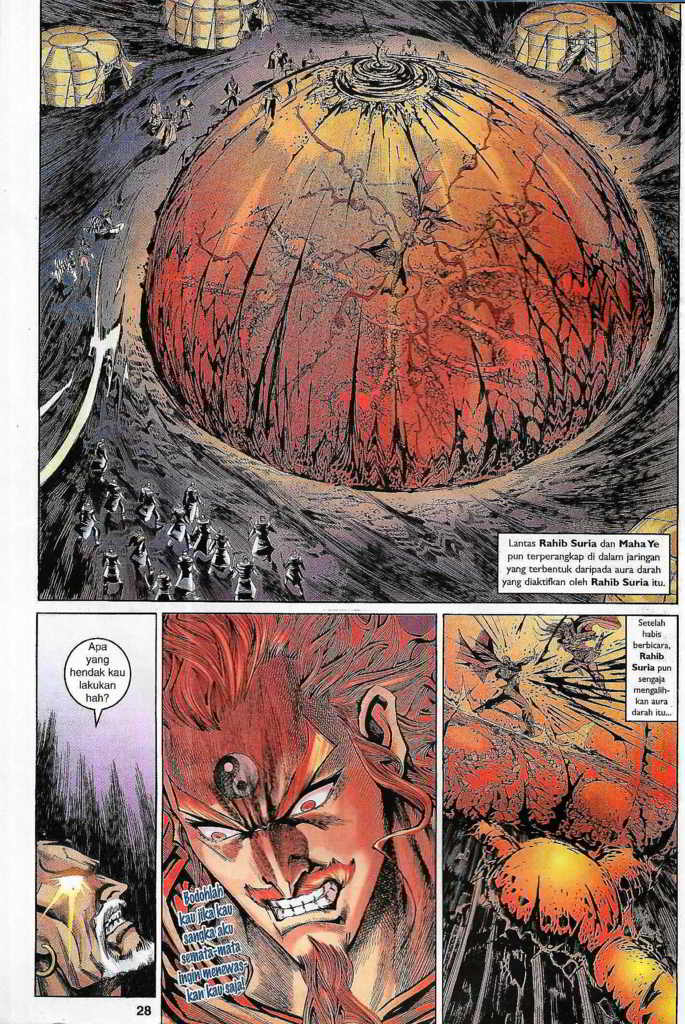 Lantas Rahib Suria dan Maha Ye
pun terperangkap di dalam jaringan
yang terbentuk daripada aura darah
yang diaktifkan oleh Rahib Suria itu.
Apa
yang
hendak kau
lakukan
hah?
Bodohlah
kau jika kau
sangka aku
semata-mata
ingin menewas-
kan kau saja!
Setelah
habis
berbicara,
Rahib
Suria pun
sengaja
mengalih-
kan aura
darah itu...
28